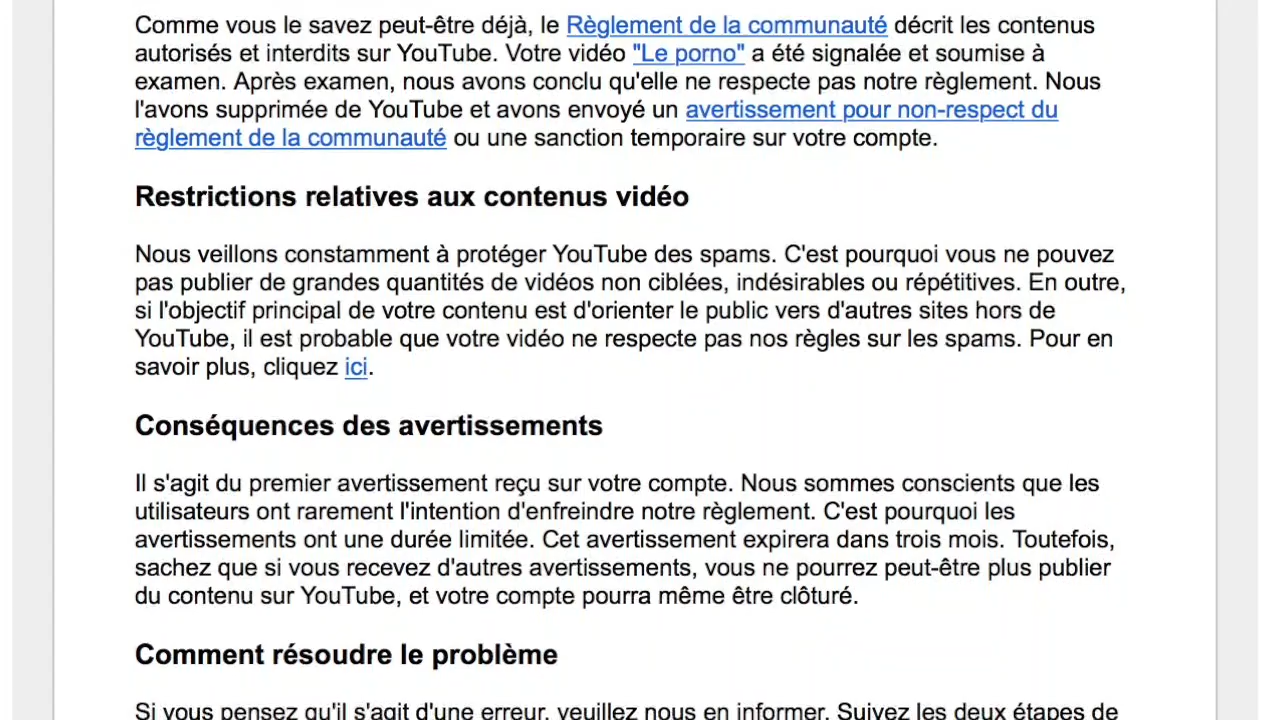 Comme vous le savez peut-être déjà, le Règlement de la communauté décrit les contenus
autorisés et interdits sur YouTube. Votre vidéo "Le porno" a été signalée et soumise à
examen. Après examen, nous avons conclu qu'elle ne respecte pas notre règlement. Nous
l'avons supprimée de YouTube et avons envoyé un avertissement pour non-respect du
règlement de la communauté ou une sanction temporaire sur votre compte.
Restrictions relatives aux contenus vidéo
Nous veillons constamment à protéger YouTube des spams. C'est pourquoi vous ne pouvez
pas publier de grandes quantités de vidéos non ciblées, indésirables ou répétitives. En outre,
si l'objectif principal de votre contenu est d'orienter le public vers d'autres sites hors de
YouTube, il est probable que votre vidéo ne respecte pas nos règles sur les spams. Pour en
savoir plus, cliquez ici.
Conséquences des avertissements
Il s'agit du premier avertissement reçu sur votre compte. Nous sommes conscients que les
utilisateurs ont rarement l'intention d'enfreindre notre règlement. C'est pourquoi les
avertissements ont une durée limitée. Cet avertissement expirera dans trois mois. Toutefois,
sachez que si vous recevez d'autres avertissements, vous ne pourrez peut-être plus publier
du contenu sur YouTube, et votre compte pourra même être clôturé.
Comment résoudre le problème
Si vous pensez qu'il s'agit d'une erreur, veuillez nous en informer. Suivez les deux étapes de